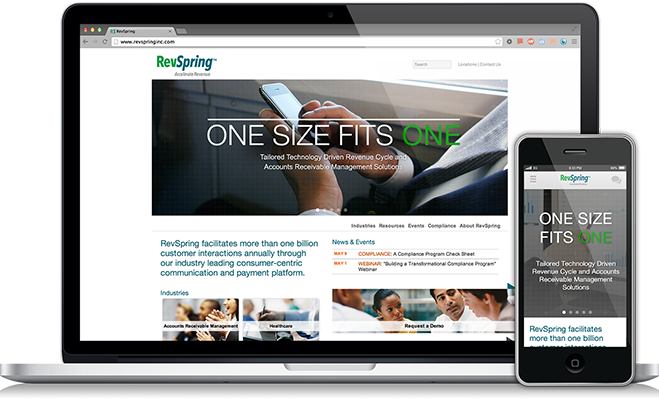 RevSpring
www.revspringinc.com
RevSpring™
Accelerate Revenue
Search
Locations | Contact Us
ONE SIZE FITS ONE
Tailored Technology Driven Revenue Cycle and
Accounts Receivable Management Solutions
Industries Resources Events Compliance About RevSpring
RevSpring facilitates more than one billion
customer interactions annually through
our industry leading consumer-centric
communication and payment platform.
News & Events
MAY 8 COMPLIANCE: A Compliance Program Check Sheet
MAY 1 WEBINAR: "Building a Transformational Compliance Program"
Webinar
Industries
Accounts Receivable Management
Healthcare
Request a Demo
RevSpring™
ONE SIZE
FITS ONE
Tailored Technology Driven
Revenue Cycle and Accounts
Receivable Management
Solutions
RevSpring facilitates
more than one billion
customer interactions